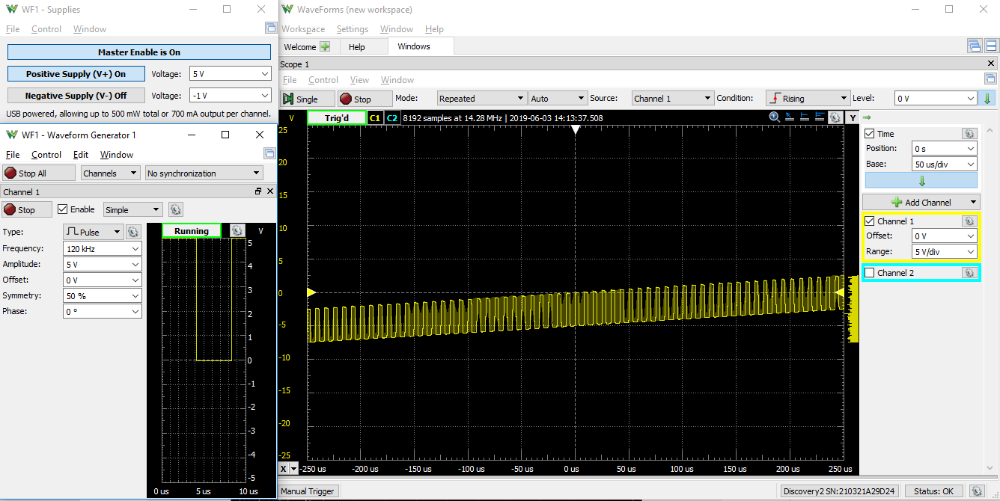 WF1 - Supplies
File Control Window
Master Enable is On
Positive Supply (V+) On Voltage: 5 V
Negative Supply (V-) Off Voltage: -1 V
USB powered, allowing up to 500 mW total or 700 mA output per channel.
WF1 - Waveform Generator 1
File Control Edit Window
Stop All Channels No synchronization
Channel 1
Stop Enable Simple
Type: Pulse
Frequency: 120 kHz
Amplitude: 5 V
Offset: 0 V
Symmetry: 50 %
Phase: 0 °
Running V
5
4
3
2
1
0
-1
-2
-3
-4
-5
0 us 5 us 10 us
WaveForms (new workspace)
Workspace Settings Window Help
Welcome Help Windows
Scope 1
File Control View Window
Single Stop Mode: Repeated Auto Source: Channel 1 Condition: Rising Level: 0 V
V Trig'd C1 C2 8192 samples at 14.28 MHz | 2019-06-03 14:13:37.508 Y
25
20
15
10
5
0
-5
-10
-15
-20
-25
X -250 us -200 us -150 us -100 us -50 us 0 us 50 us 100 us 150 us 200 us 250 us
Time
Position: 0 s
Base: 50 us/div
Add Channel
Channel 1
Offset: 0 V
Range: 5 V/div
Channel 2
Manual Trigger Discovery2 SN:210321A29D24 Status: OK